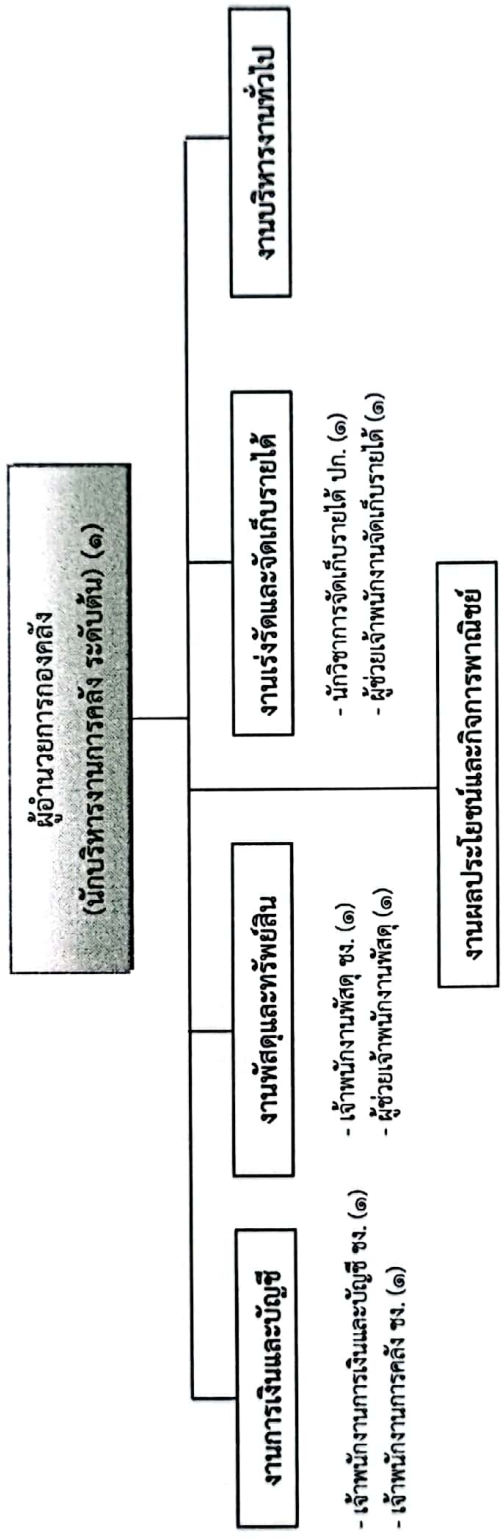 ผู้อำนวยการกองคลัง
(นักบริหารงานการคลัง ระดับต้น) (๑)
งานการเงินและบัญชี
- เจ้าพนักงานการเงินและบัญชี ชง. (๑)
- เจ้าพนักงานการคลัง ชง. (๑)
งานพัสดุและทรัพย์สิน
- เจ้าพนักงานพัสดุ ชง. (๑)
- ผู้ช่วยเจ้าพนักงานพัสดุ (๑)
งานเร่งรัดและจัดเก็บรายได้
- นักวิชาการจัดเก็บรายได้ ปก. (๑)
- ผู้ช่วยเจ้าพนักงานจัดเก็บรายได้ (๑)
งานบริหารงานทั่วไป
งานผลประโยชน์และกิจการพาณิชย์